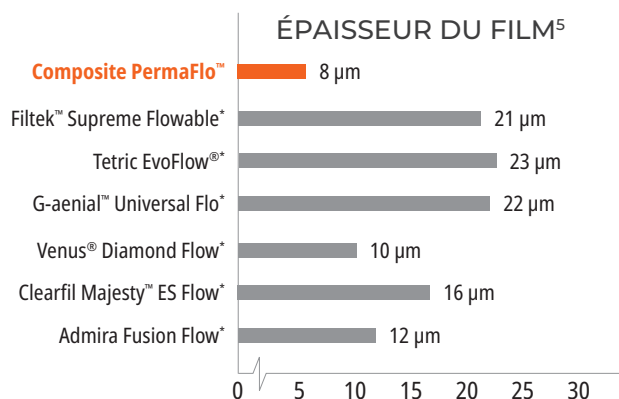 ÉPAISSEUR DU FILM⁵
Composite PermaFlo™ 8 µm
Filtek™ Supreme Flowable* 21 µm
Tetric EvoFlow®* 23 µm
G-aenial™ Universal Flo* 22 µm
Venus® Diamond Flow* 10 µm
Clearfil Majesty™ ES Flow* 16 µm
Admira Fusion Flow* 12 µm
0 5 10 15 20 25 30